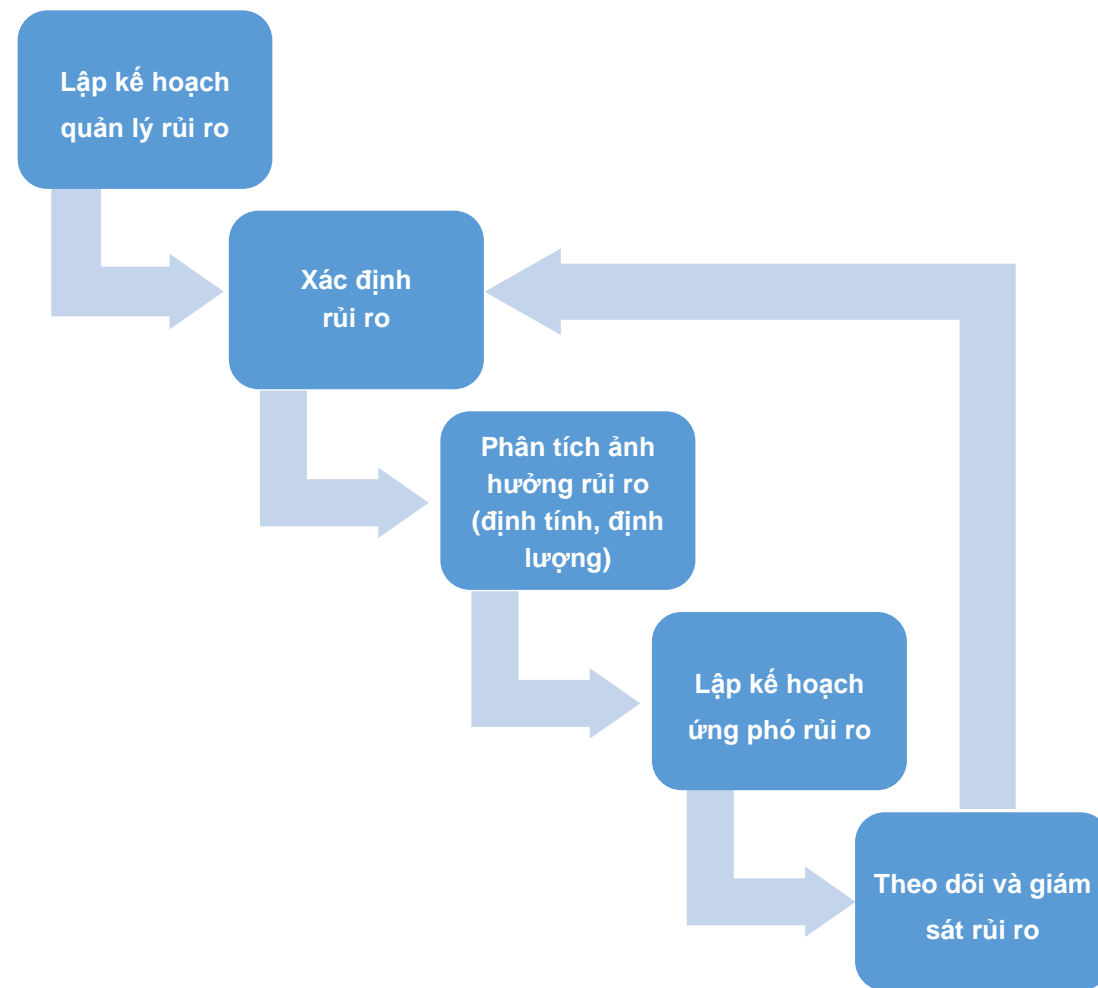 Lập kế hoạch
quản lý rủi ro
Xác định
rủi ro
Phân tích ảnh
hưởng rủi ro
(định tính, định
lượng)
Lập kế hoạch
ứng phó rủi ro
Theo dõi và giám
sát rủi ro